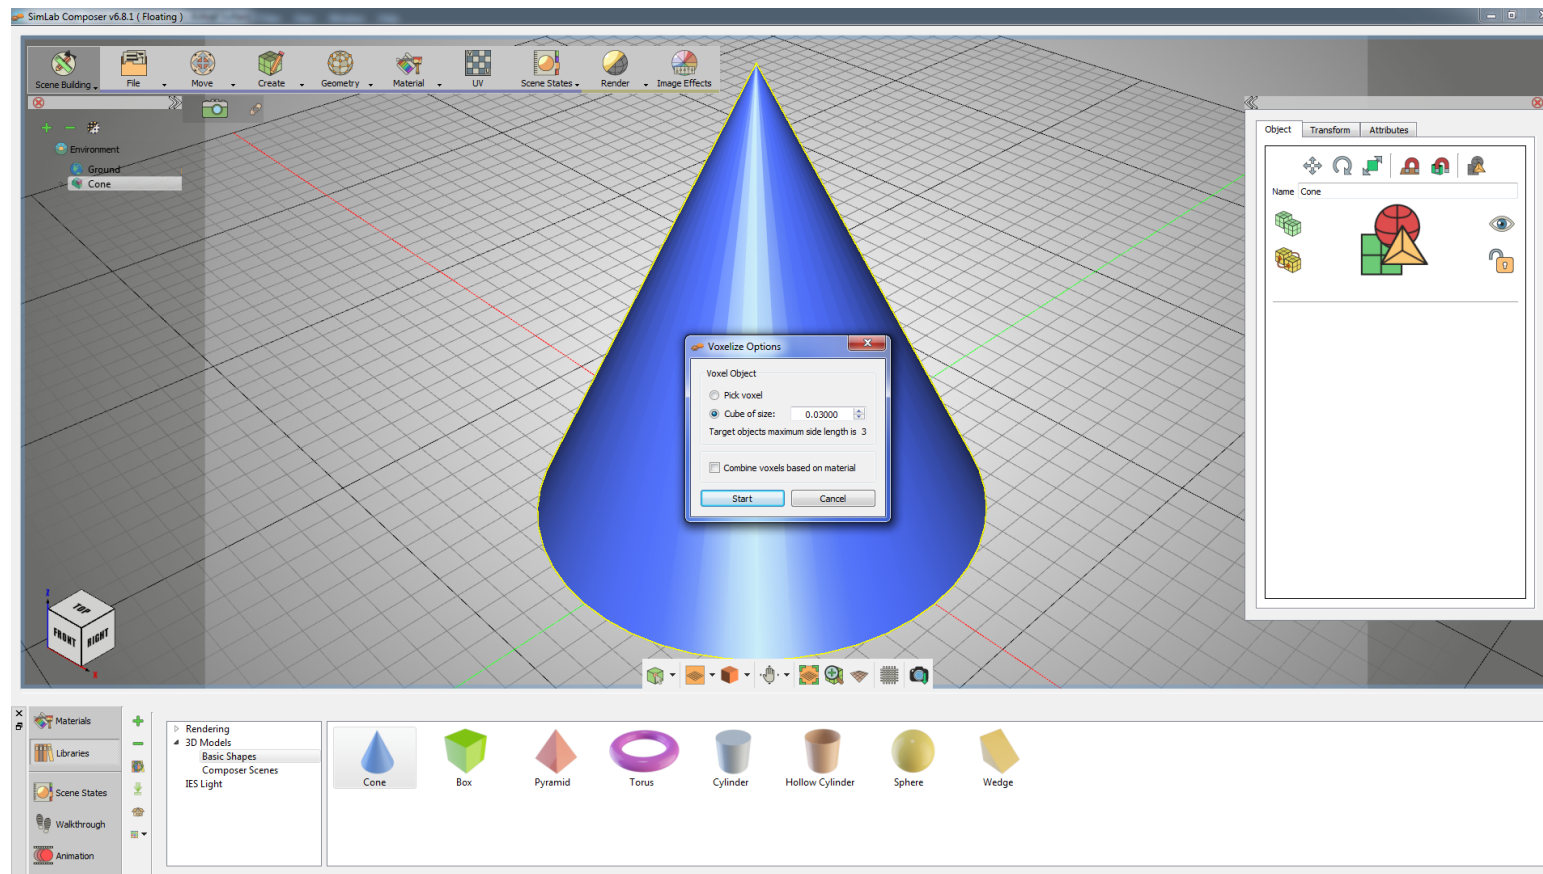 SimLab Composer v6.8.1 ( Floating )
Scene Building
File
Move
Create
Geometry
Material
UV
Scene States
Render
Image Effects
Environment
Ground
Cone
Object
Transform
Attributes
Name
Cone
Voxelize Options
Voxel Object
Pick voxel
Cube of size:
0.03000
Target objects maximum side length is 3
Combine voxels based on material
Start
Cancel
Z
TOP
FRONT
RIGHT
X
Materials
Libraries
Scene States
Walkthrough
Animation
Rendering
3D Models
Basic Shapes
Composer Scenes
IES Light
Cone
Box
Pyramid
Torus
Cylinder
Hollow Cylinder
Sphere
Wedge